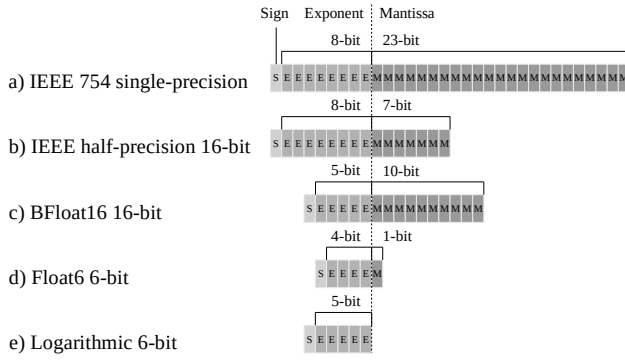 Sign Exponent Mantissa
8-bit 23-bit
a) IEEE 754 single-precision S E E E E E E E E M M M M M M M M M M M M M M M M M M M M M M M
8-bit 7-bit
b) IEEE half-precision 16-bit S E E E E E E E E M M M M M M M
5-bit 10-bit
c) BFloat16 16-bit S E E E E E M M M M M M M M M M
4-bit 1-bit
d) Float6 6-bit S E E E E M
5-bit
e) Logarithmic 6-bit S E E E E E